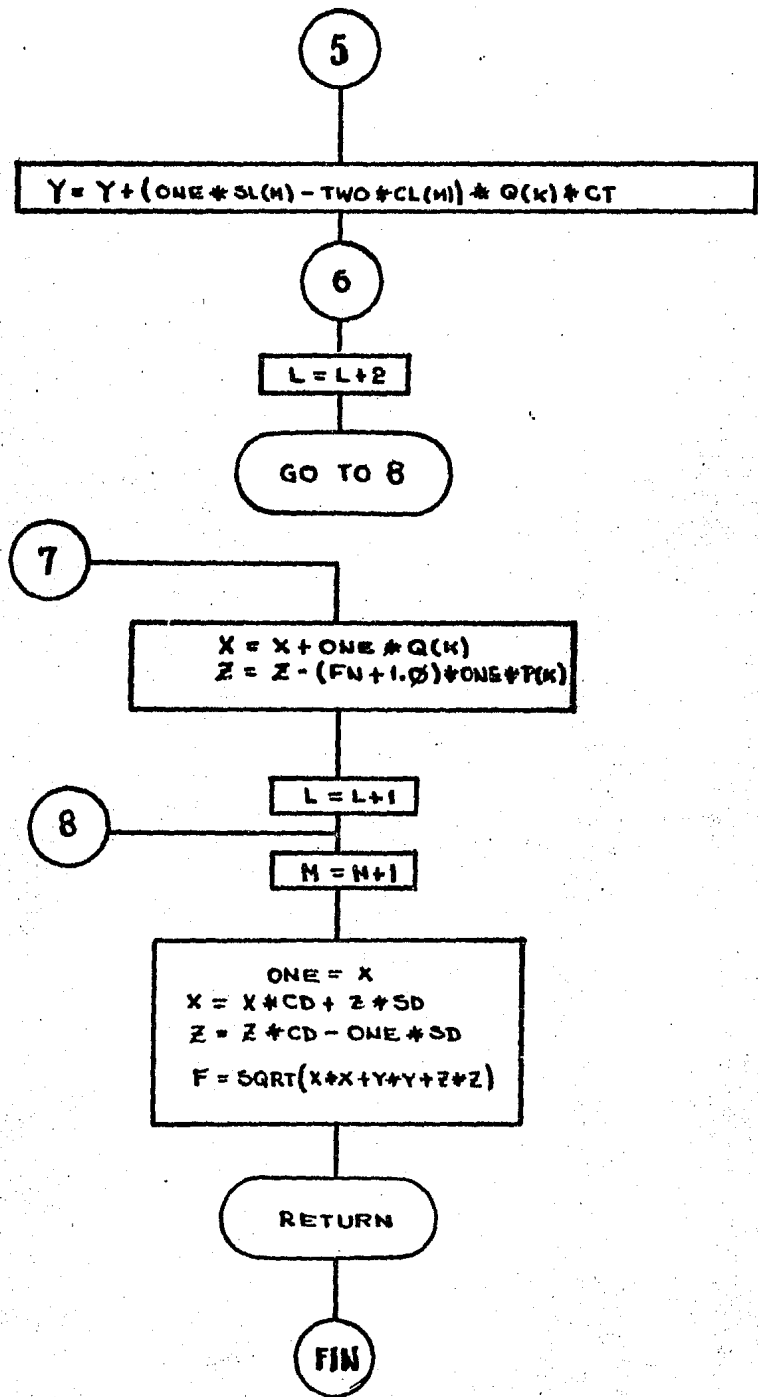 5
Y = Y + (ONE * SL(M) - TWO * CL(M)) * Q(K) * CT
6
L = L+2
GO TO 8
7
X = X + ONE * Q(K)
Z = Z - (FN + 1.Ø) * ONE * P(K)
L = L+1
8
M = M+1
ONE = X
X = X * CD + Z * SD
Z = Z * CD - ONE * SD
F = SQRT(X*X+Y*Y+Z*Z)
RETURN
FIN